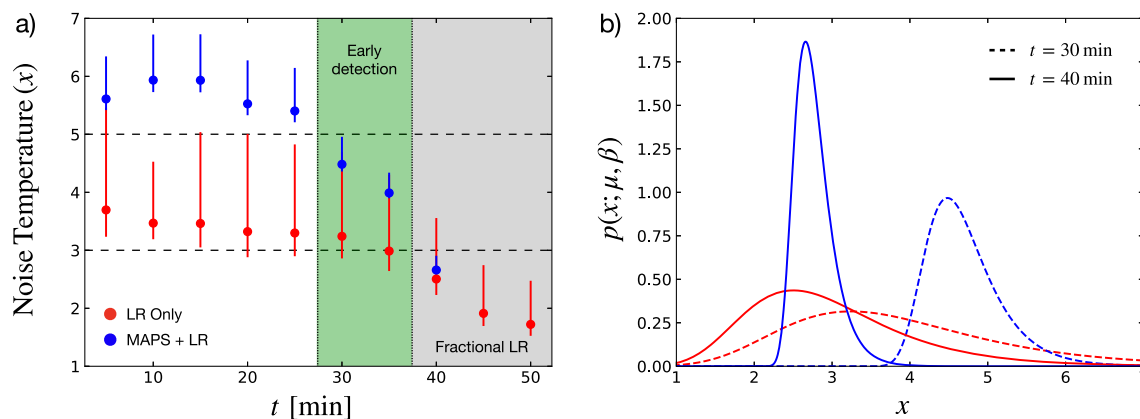 a)
Noise Temperature (x)
7
6
5
4
3
2
1
Early
detection
LR Only
MAPS + LR
Fractional LR
10
20
30
40
50
t [min]
b)
p(x; μ, β)
2.00
1.75
1.50
1.25
1.00
0.75
0.50
0.25
0.00
t = 30 min
t = 40 min
1
2
3
4
5
6
x